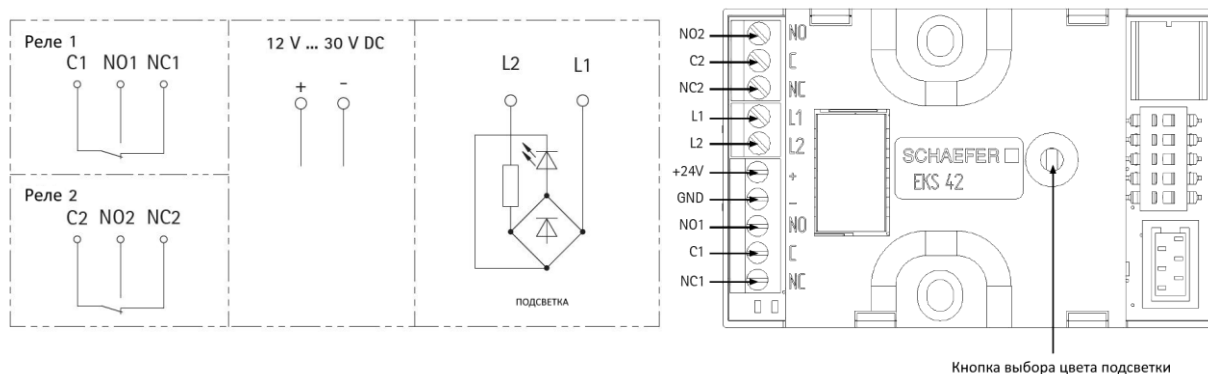 Реле 1
C1 NO1 NC1
Реле 2
C2 NO2 NC2
12 V ... 30 V DC
+ -
L2 L1
ПОДСВЕТКА
NO2 NO
C2 C
NC2 NC
L1 L1
L2 L2
+24V +
GND -
NO1 NO
C1 C
NC1 NC
SCHAEFER
EKS 42
Кнопка выбора цвета подсветки